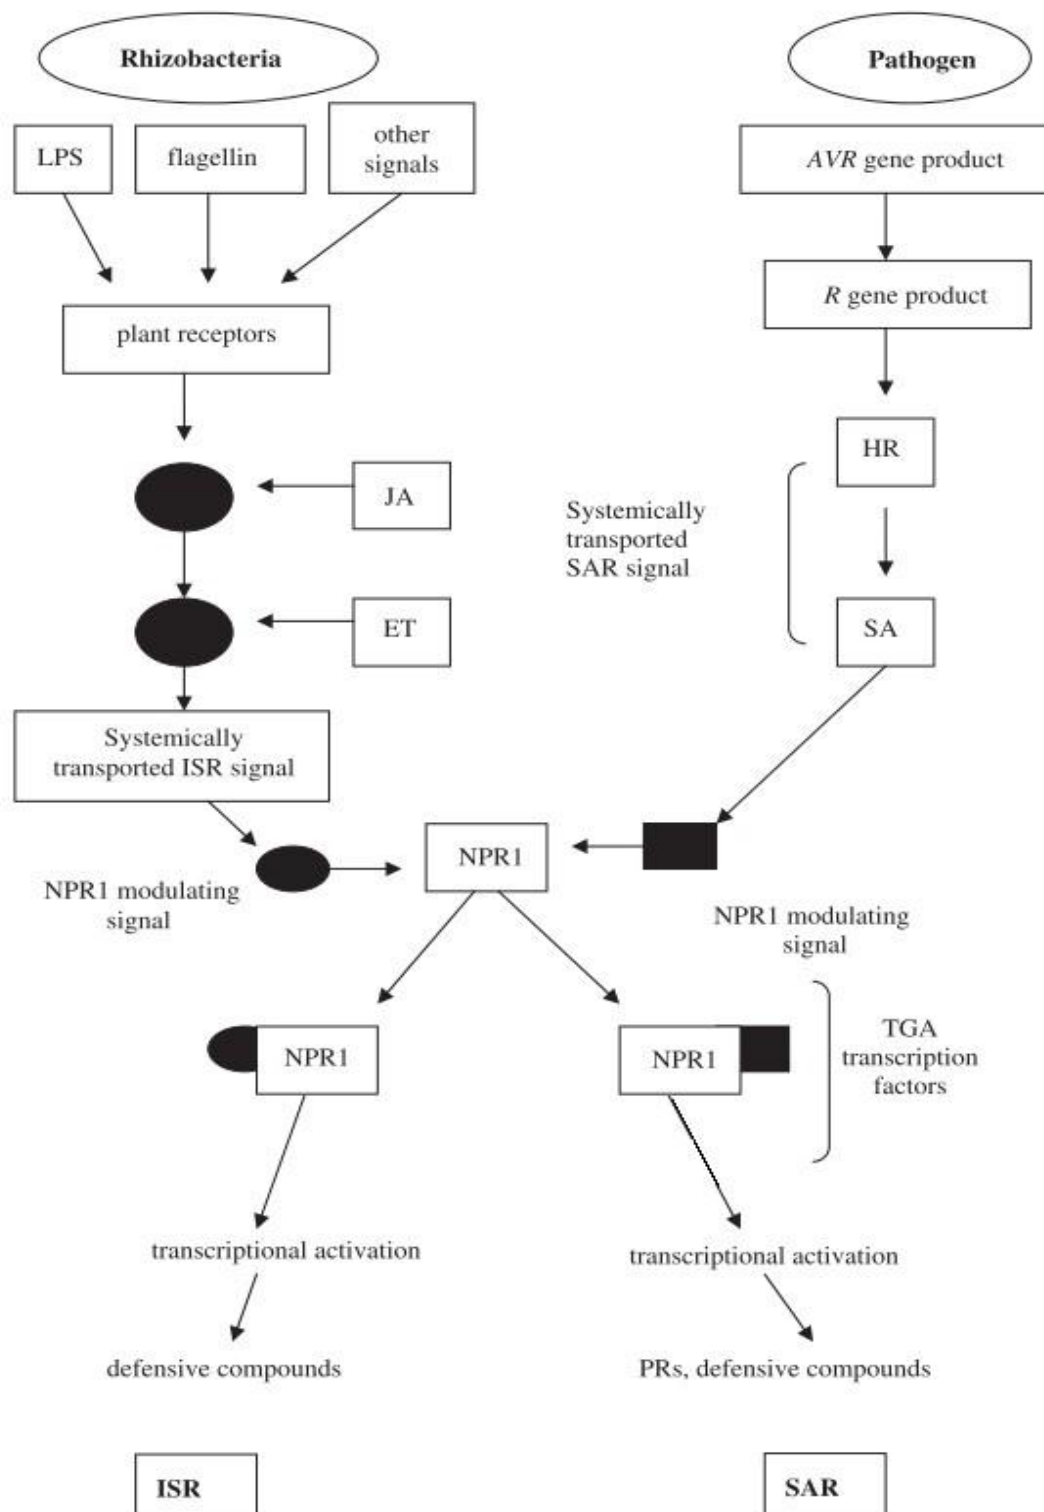 Rhizobacteria
Pathogen
LPS
flagellin
other
signals
AVR gene product
R gene product
plant receptors
HR
JA
Systemically
transported
SAR signal
ET
SA
Systemically
transported ISR signal
NPR1
NPR1 modulating
signal
NPR1 modulating
signal
NPR1
NPR1
TGA
transcription
factors
transcriptional activation
transcriptional activation
defensive compounds
PRs, defensive compounds
ISR
SAR